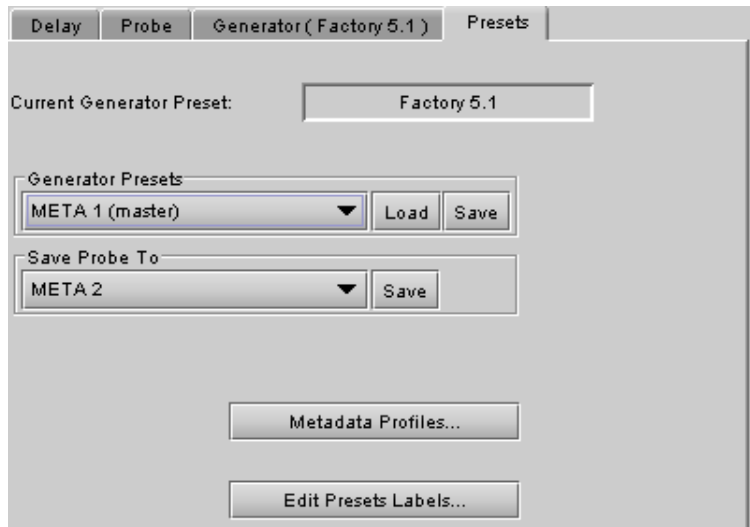 Delay Probe Generator ( Factory 5.1 ) Presets
Current Generator Preset: Factory 5.1
Generator Presets
META 1 (master) Load Save
Save Probe To
META 2 Save
Metadata Profiles...
Edit Presets Labels...